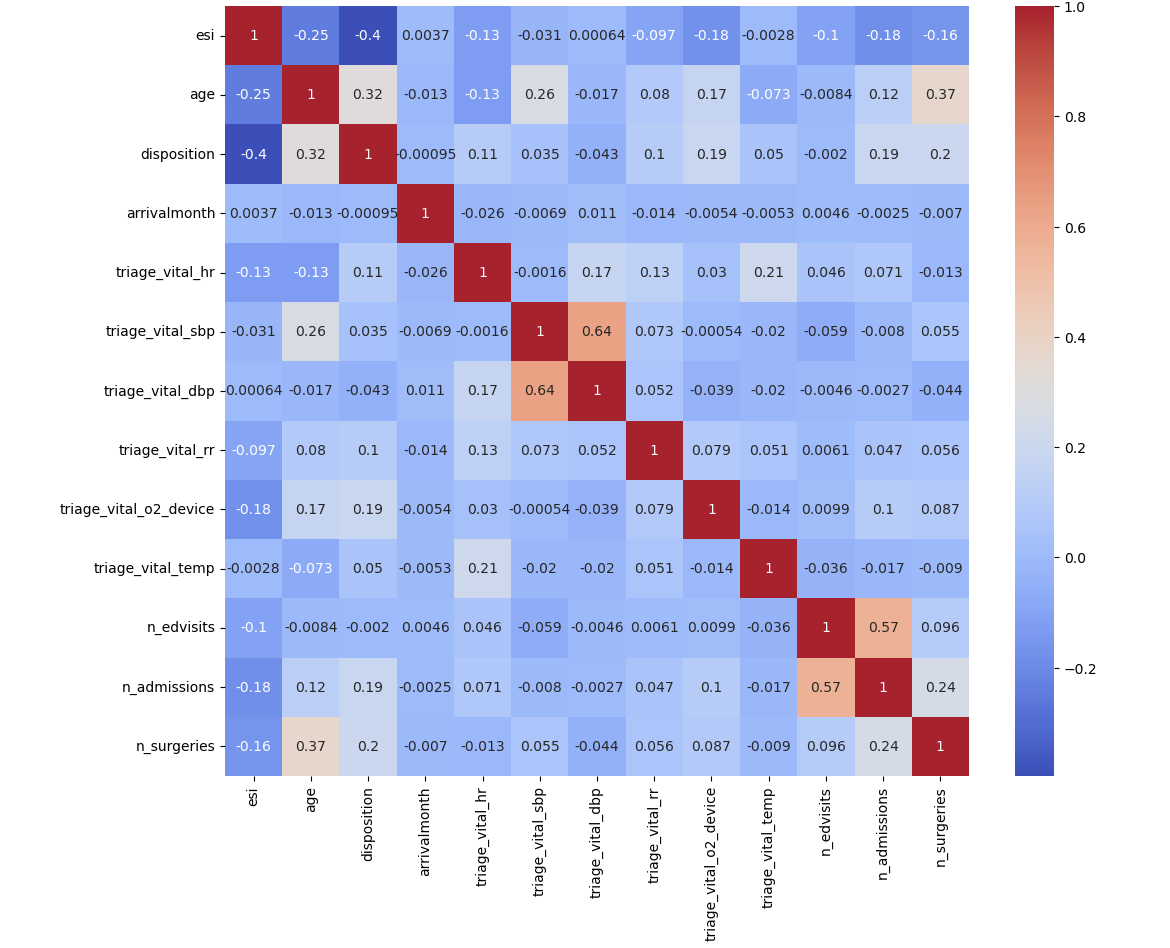 esi 1 -0.25 -0.4 0.0037 -0.13 -0.031 0.00064 -0.097 -0.18 -0.0028 -0.1 -0.18 -0.16
age -0.25 1 0.32 -0.013 -0.13 0.26 -0.017 0.08 0.17 -0.073 -0.0084 0.12 0.37
disposition -0.4 0.32 1 -0.00095 0.11 0.035 -0.043 0.1 0.19 0.05 -0.002 0.19 0.2
arrivalmonth 0.0037 -0.013 -0.00095 1 -0.026 -0.0069 0.011 -0.014 -0.0054 -0.0053 0.0046 -0.0025 -0.007
triage_vital_hr -0.13 -0.13 0.11 -0.026 1 -0.0016 0.17 0.13 0.03 0.21 0.046 0.071 -0.013
triage_vital_sbp -0.031 0.26 0.035 -0.0069 -0.0016 1 0.64 0.073 -0.00054 -0.02 -0.059 -0.008 0.055
triage_vital_dbp 0.00064 -0.017 -0.043 0.011 0.17 0.64 1 0.052 -0.039 -0.02 -0.0046 -0.0027 -0.044
triage_vital_rr -0.097 0.08 0.1 -0.014 0.13 0.073 0.052 1 0.079 0.051 0.0061 0.047 0.056
triage_vital_o2_device -0.18 0.17 0.19 -0.0054 0.03 -0.00054 -0.039 0.079 1 -0.014 0.0099 0.1 0.087
triage_vital_temp -0.0028 -0.073 0.05 -0.0053 0.21 -0.02 -0.02 0.051 -0.014 1 -0.036 -0.017 -0.009
n_edvisits -0.1 -0.0084 -0.002 0.0046 0.046 -0.059 -0.0046 0.0061 0.0099 -0.036 1 0.57 0.096
n_admissions -0.18 0.12 0.19 -0.0025 0.071 -0.008 -0.0027 0.047 0.1 -0.017 0.57 1 0.24
n_surgeries -0.16 0.37 0.2 -0.007 -0.013 0.055 -0.044 0.056 0.087 -0.009 0.096 0.24 1
esi
age
disposition
arrivalmonth
triage_vital_hr
triage_vital_sbp
triage_vital_dbp
triage_vital_rr
triage_vital_o2_device
triage_vital_temp
n_edvisits
n_admissions
n_surgeries
1.0
0.8
0.6
0.4
0.2
0.0
−0.2